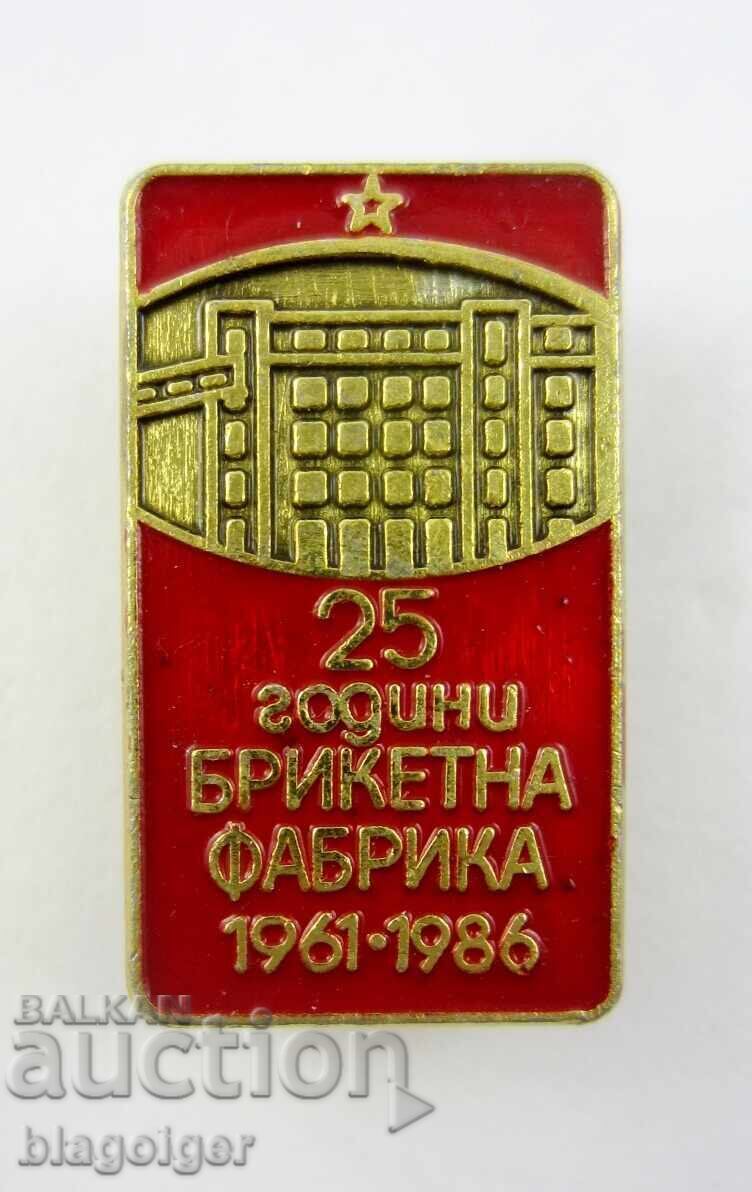 25
години
БРИКЕТНА
ФАБРИКА
1961·1986
BALKAN
auction
blagoiger